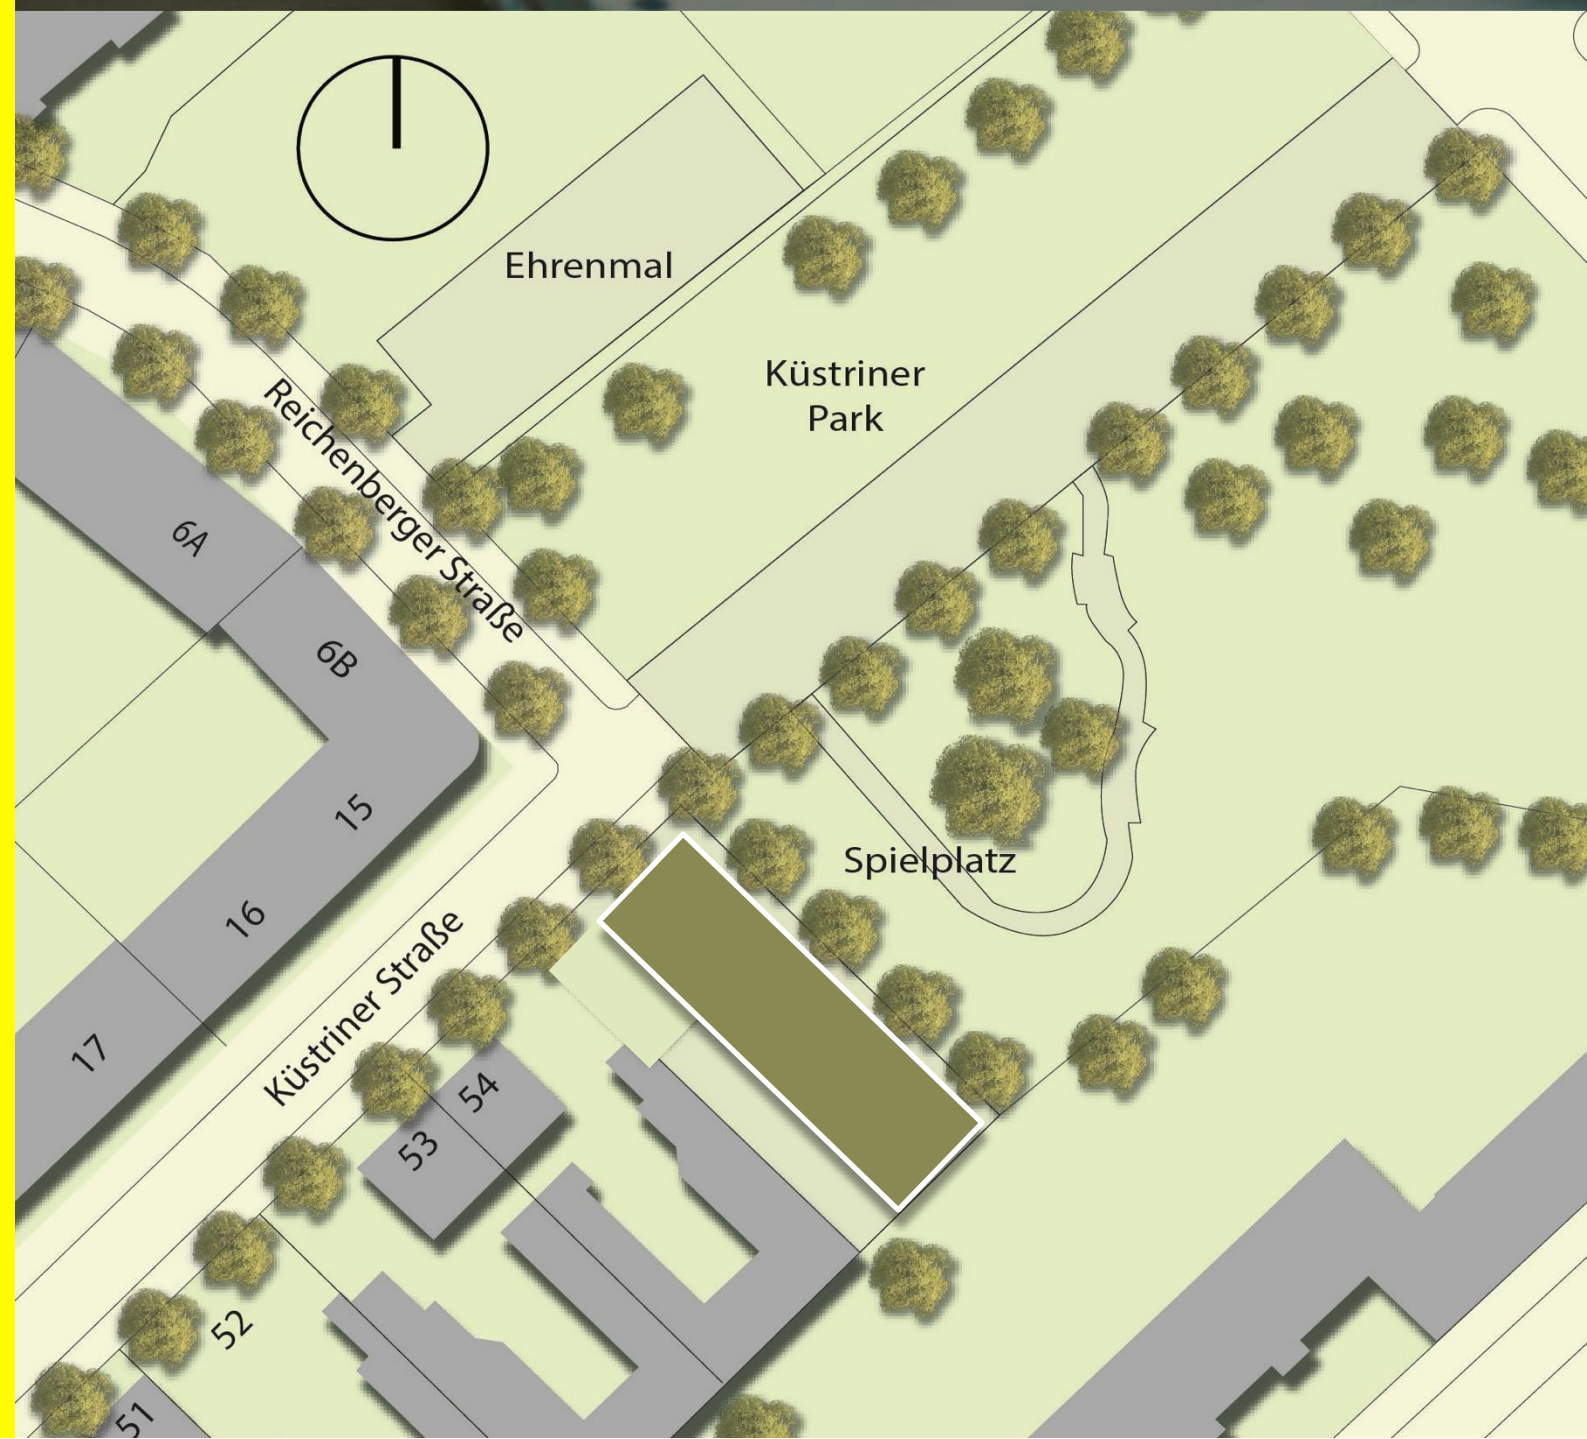 Ehrenmal
Küstriner
Park
Reichenberger Straße
6A
6B
15
Spielplatz
16
Küstriner Straße
17
54
53
52
51